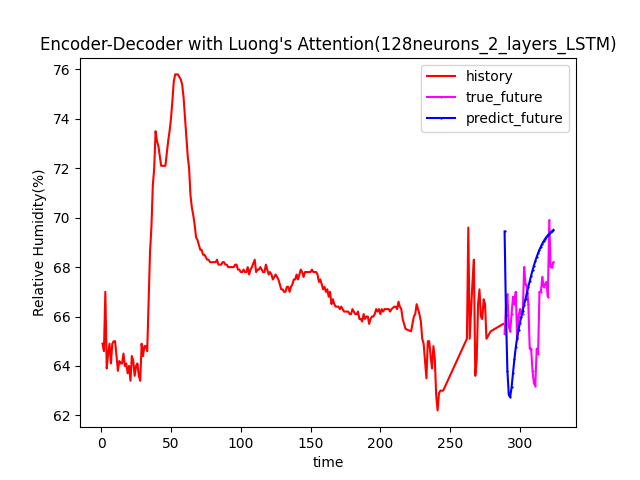 Encoder-Decoder with Luong's Attention(128neurons_2_layers_LSTM)
history
true_future
predict_future
Relative Humidity(%)
76
74
72
70
68
66
64
62
0 50 100 150 200 250 300
time